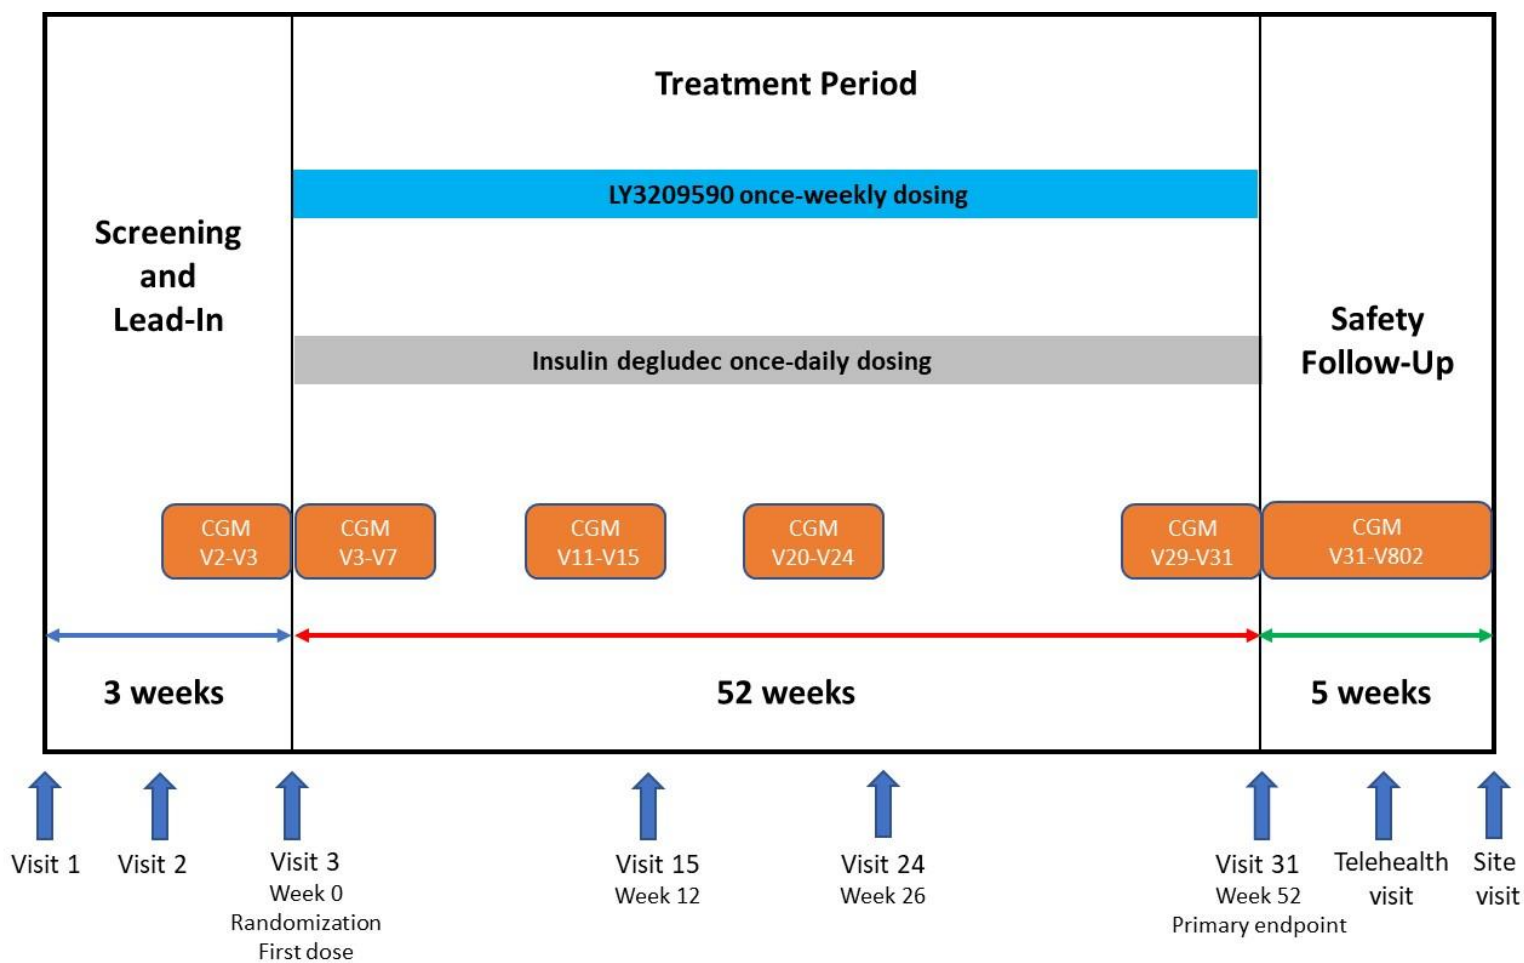 Treatment Period
LY3209590 once-weekly dosing
Screening
and
Lead-In
Insulin degludec once-daily dosing
Safety
Follow-Up
CGM
V2-V3
CGM
V3-V7
CGM
V11-V15
CGM
V20-V24
CGM
V29-V31
CGM
V31-V802
3 weeks
52 weeks
5 weeks
Visit 1
Visit 2
Visit 3
Week 0
Randomization
First dose
Visit 15
Week 12
Visit 24
Week 26
Visit 31
Week 52
Primary endpoint
Telehealth
visit
Site
visit